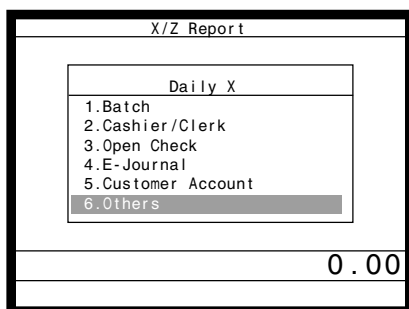 X/Z Report
Daily X
1.Batch
2.Cashier/Clerk
3.Open Check
4.E-Journal
5.Customer Account
6.Others
0.00